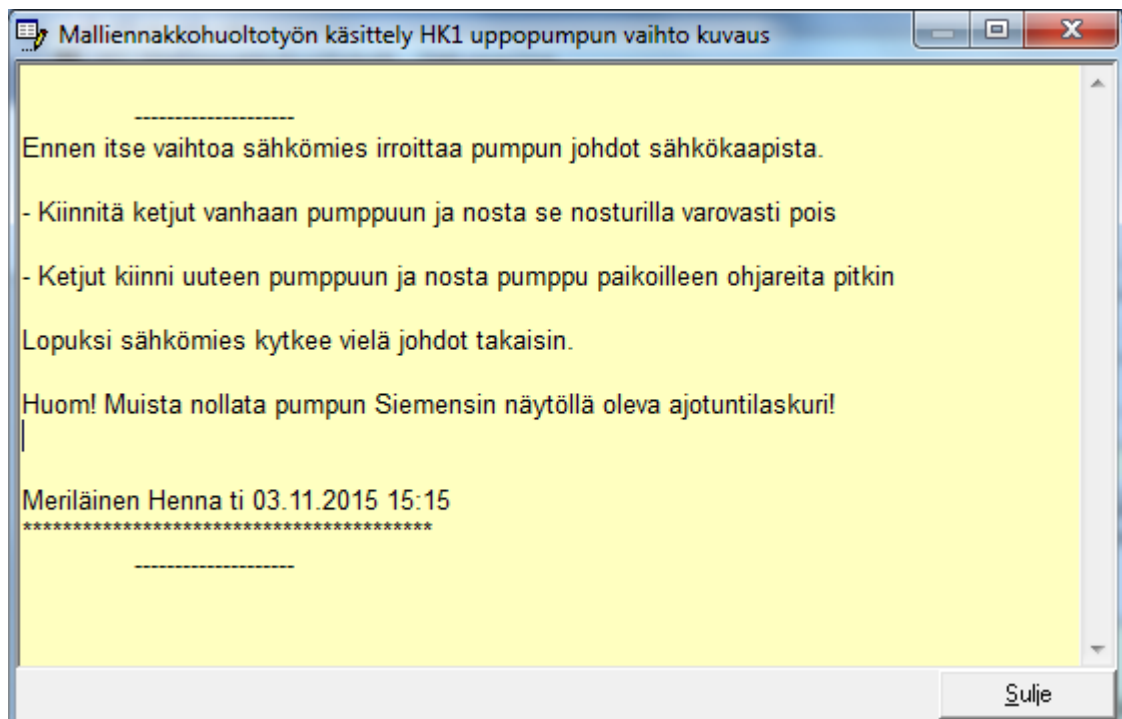 Malliennakkohuoltotyön käsittely HK1 uppopumpun vaihto kuvaus
--------------------
Ennen itse vaihtoa sähkömies irroittaa pumpun johdot sähkökaapista.
- Kiinnitä ketjut vanhaan pumppuun ja nosta se nosturilla varovasti pois
- Ketjut kiinni uuteen pumppuun ja nosta pumppu paikoilleen ohjareita pitkin
Lopuksi sähkömies kytkee vielä johdot takaisin.
Huom! Muista nollata pumpun Siemensin näytöllä oleva ajotuntilaskuri!
Meriläinen Henna ti 03.11.2015 15:15
*****************************************
--------------------
Sulje